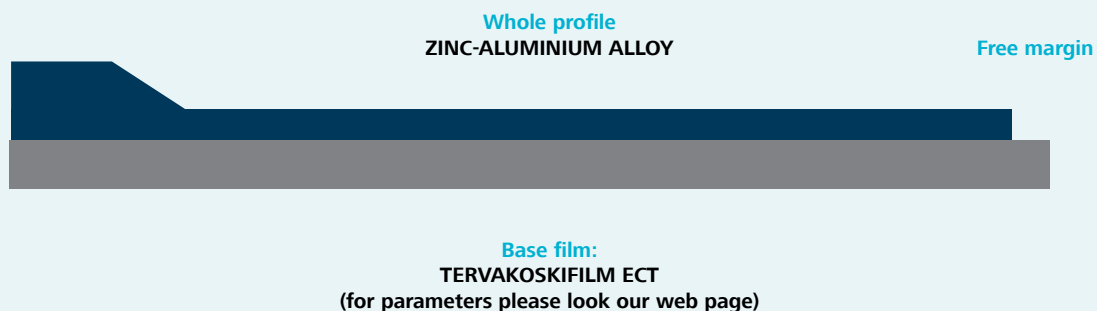 Whole profile
ZINC-ALUMINIUM ALLOY
Free margin
Base film:
TERVAKOSKIFILM ECT
(for parameters please look our web page)